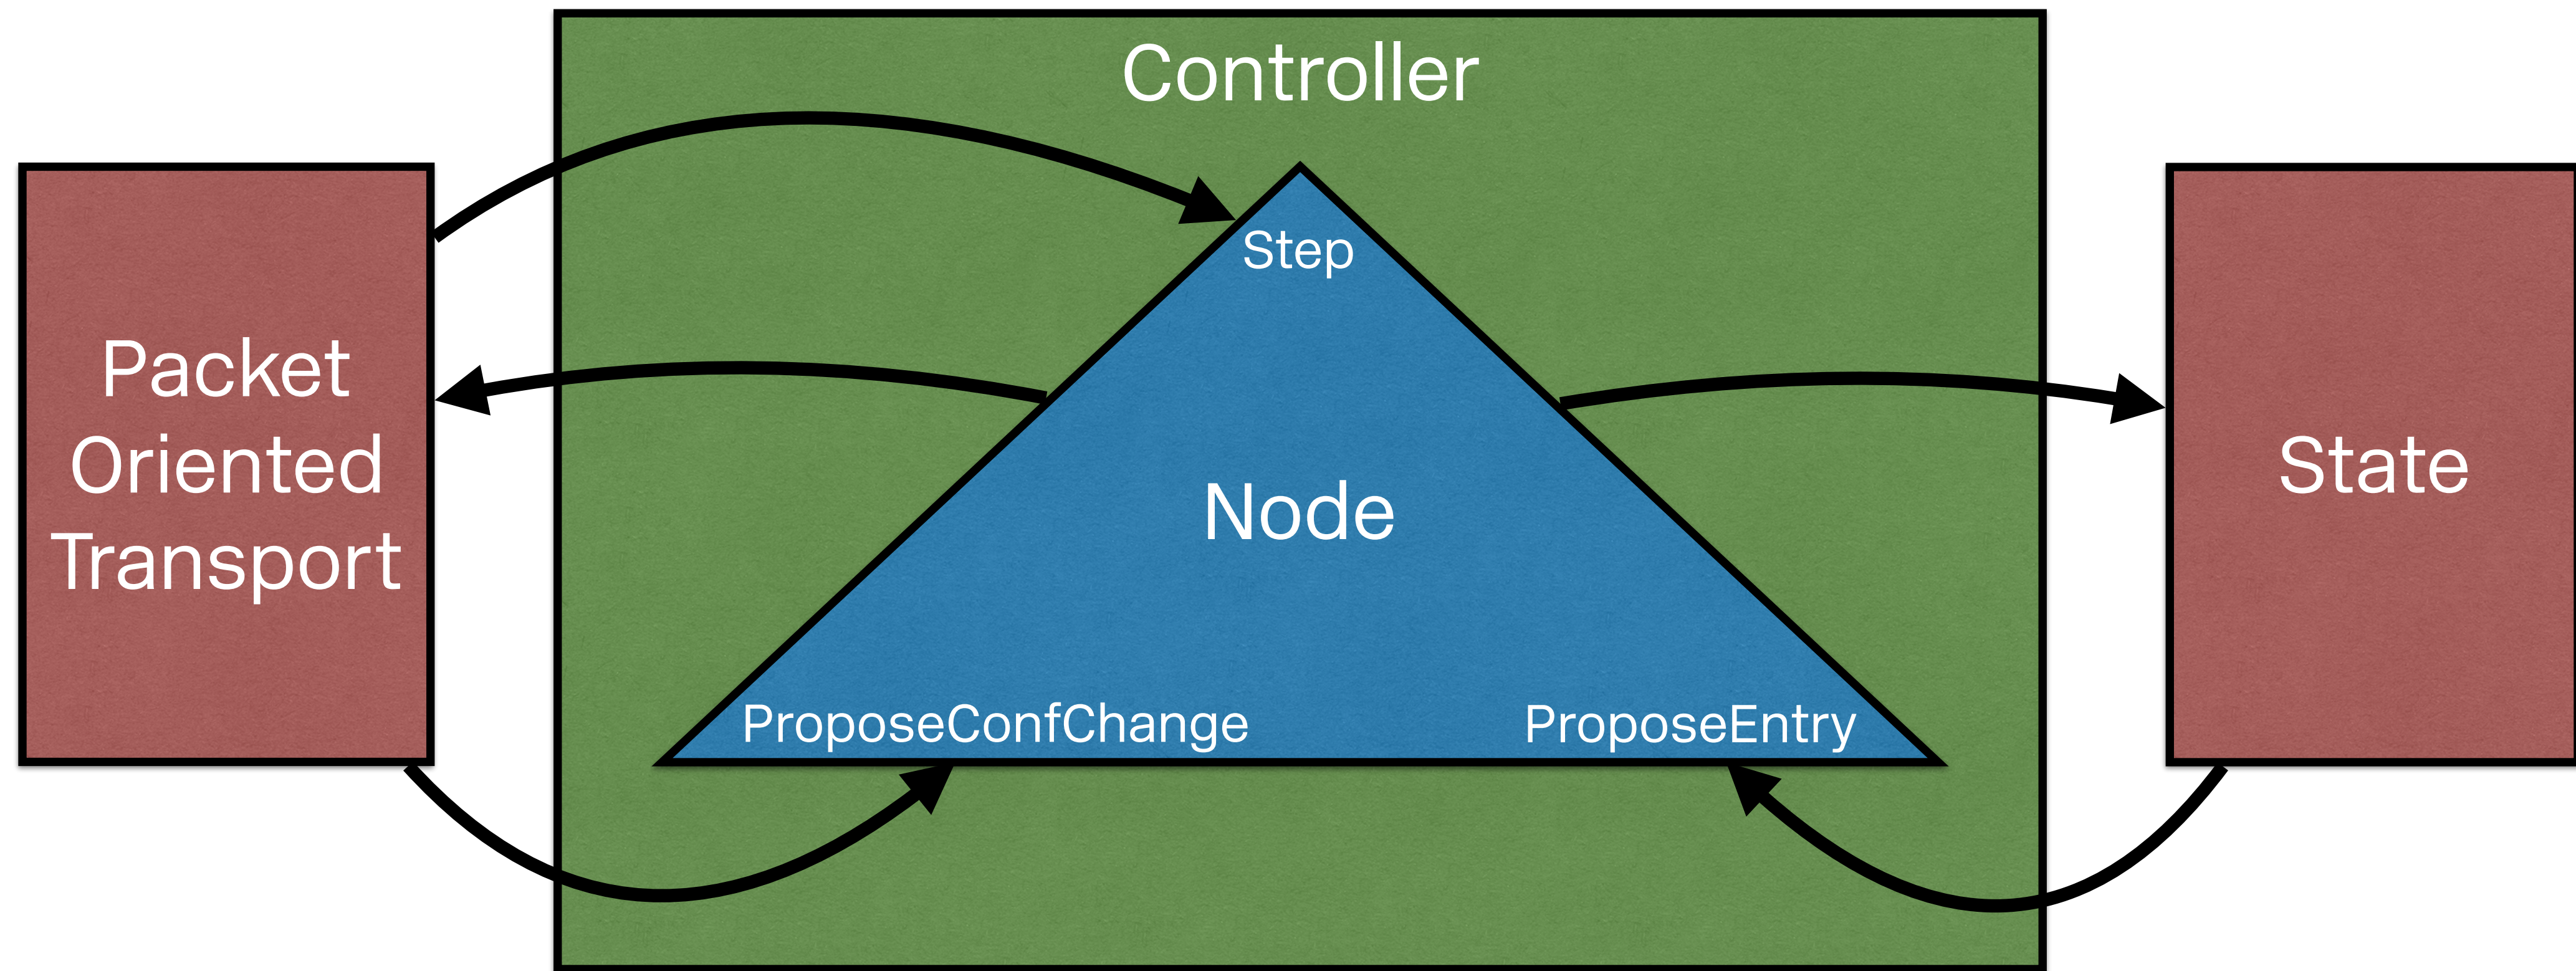 Controller
Step
Packet
Oriented
Transport
Node
State
ProposeConfChange
ProposeEntry